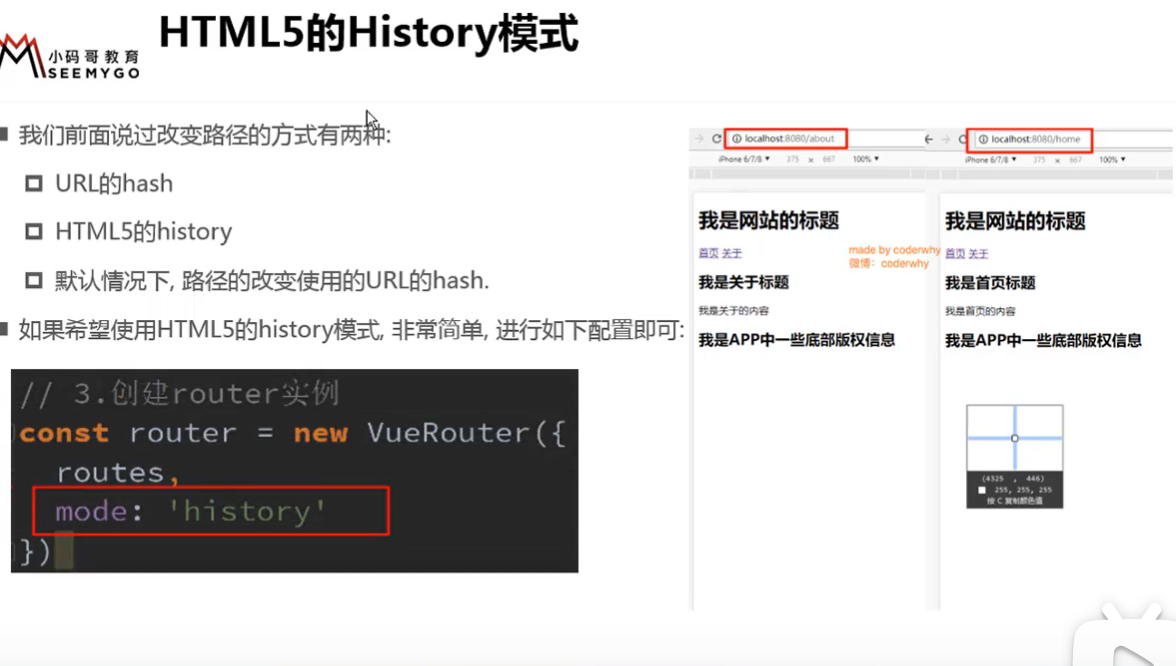 HTML5的History模式
小码哥教育
SEEMYGO
我们前面说过改变路径的方式有两种:
URL的hash
HTML5的history
默认情况下, 路径的改变使用的URL的hash.
如果希望使用HTML5的history模式, 非常简单, 进行如下配置即可:
// 3.创建router实例
const router = new VueRouter({
routes,
mode: 'history'
})
localhost:8080/about
iPhone 6/7/8 ▼ 375 x 667 100% ▼
我是网站的标题
首页 关于
made by coderwhy
微博：coderwhy
我是关于标题
我是关于的内容
我是APP中一些底部版权信息
localhost:8080/home
iPhone 6/7/8 ▼ 375 x 667 100% ▼
我是网站的标题
首页 关于
我是首页标题
我是首页的内容
我是APP中一些底部版权信息
(4325 , 446)
255, 255, 255
按 C 复制颜色值